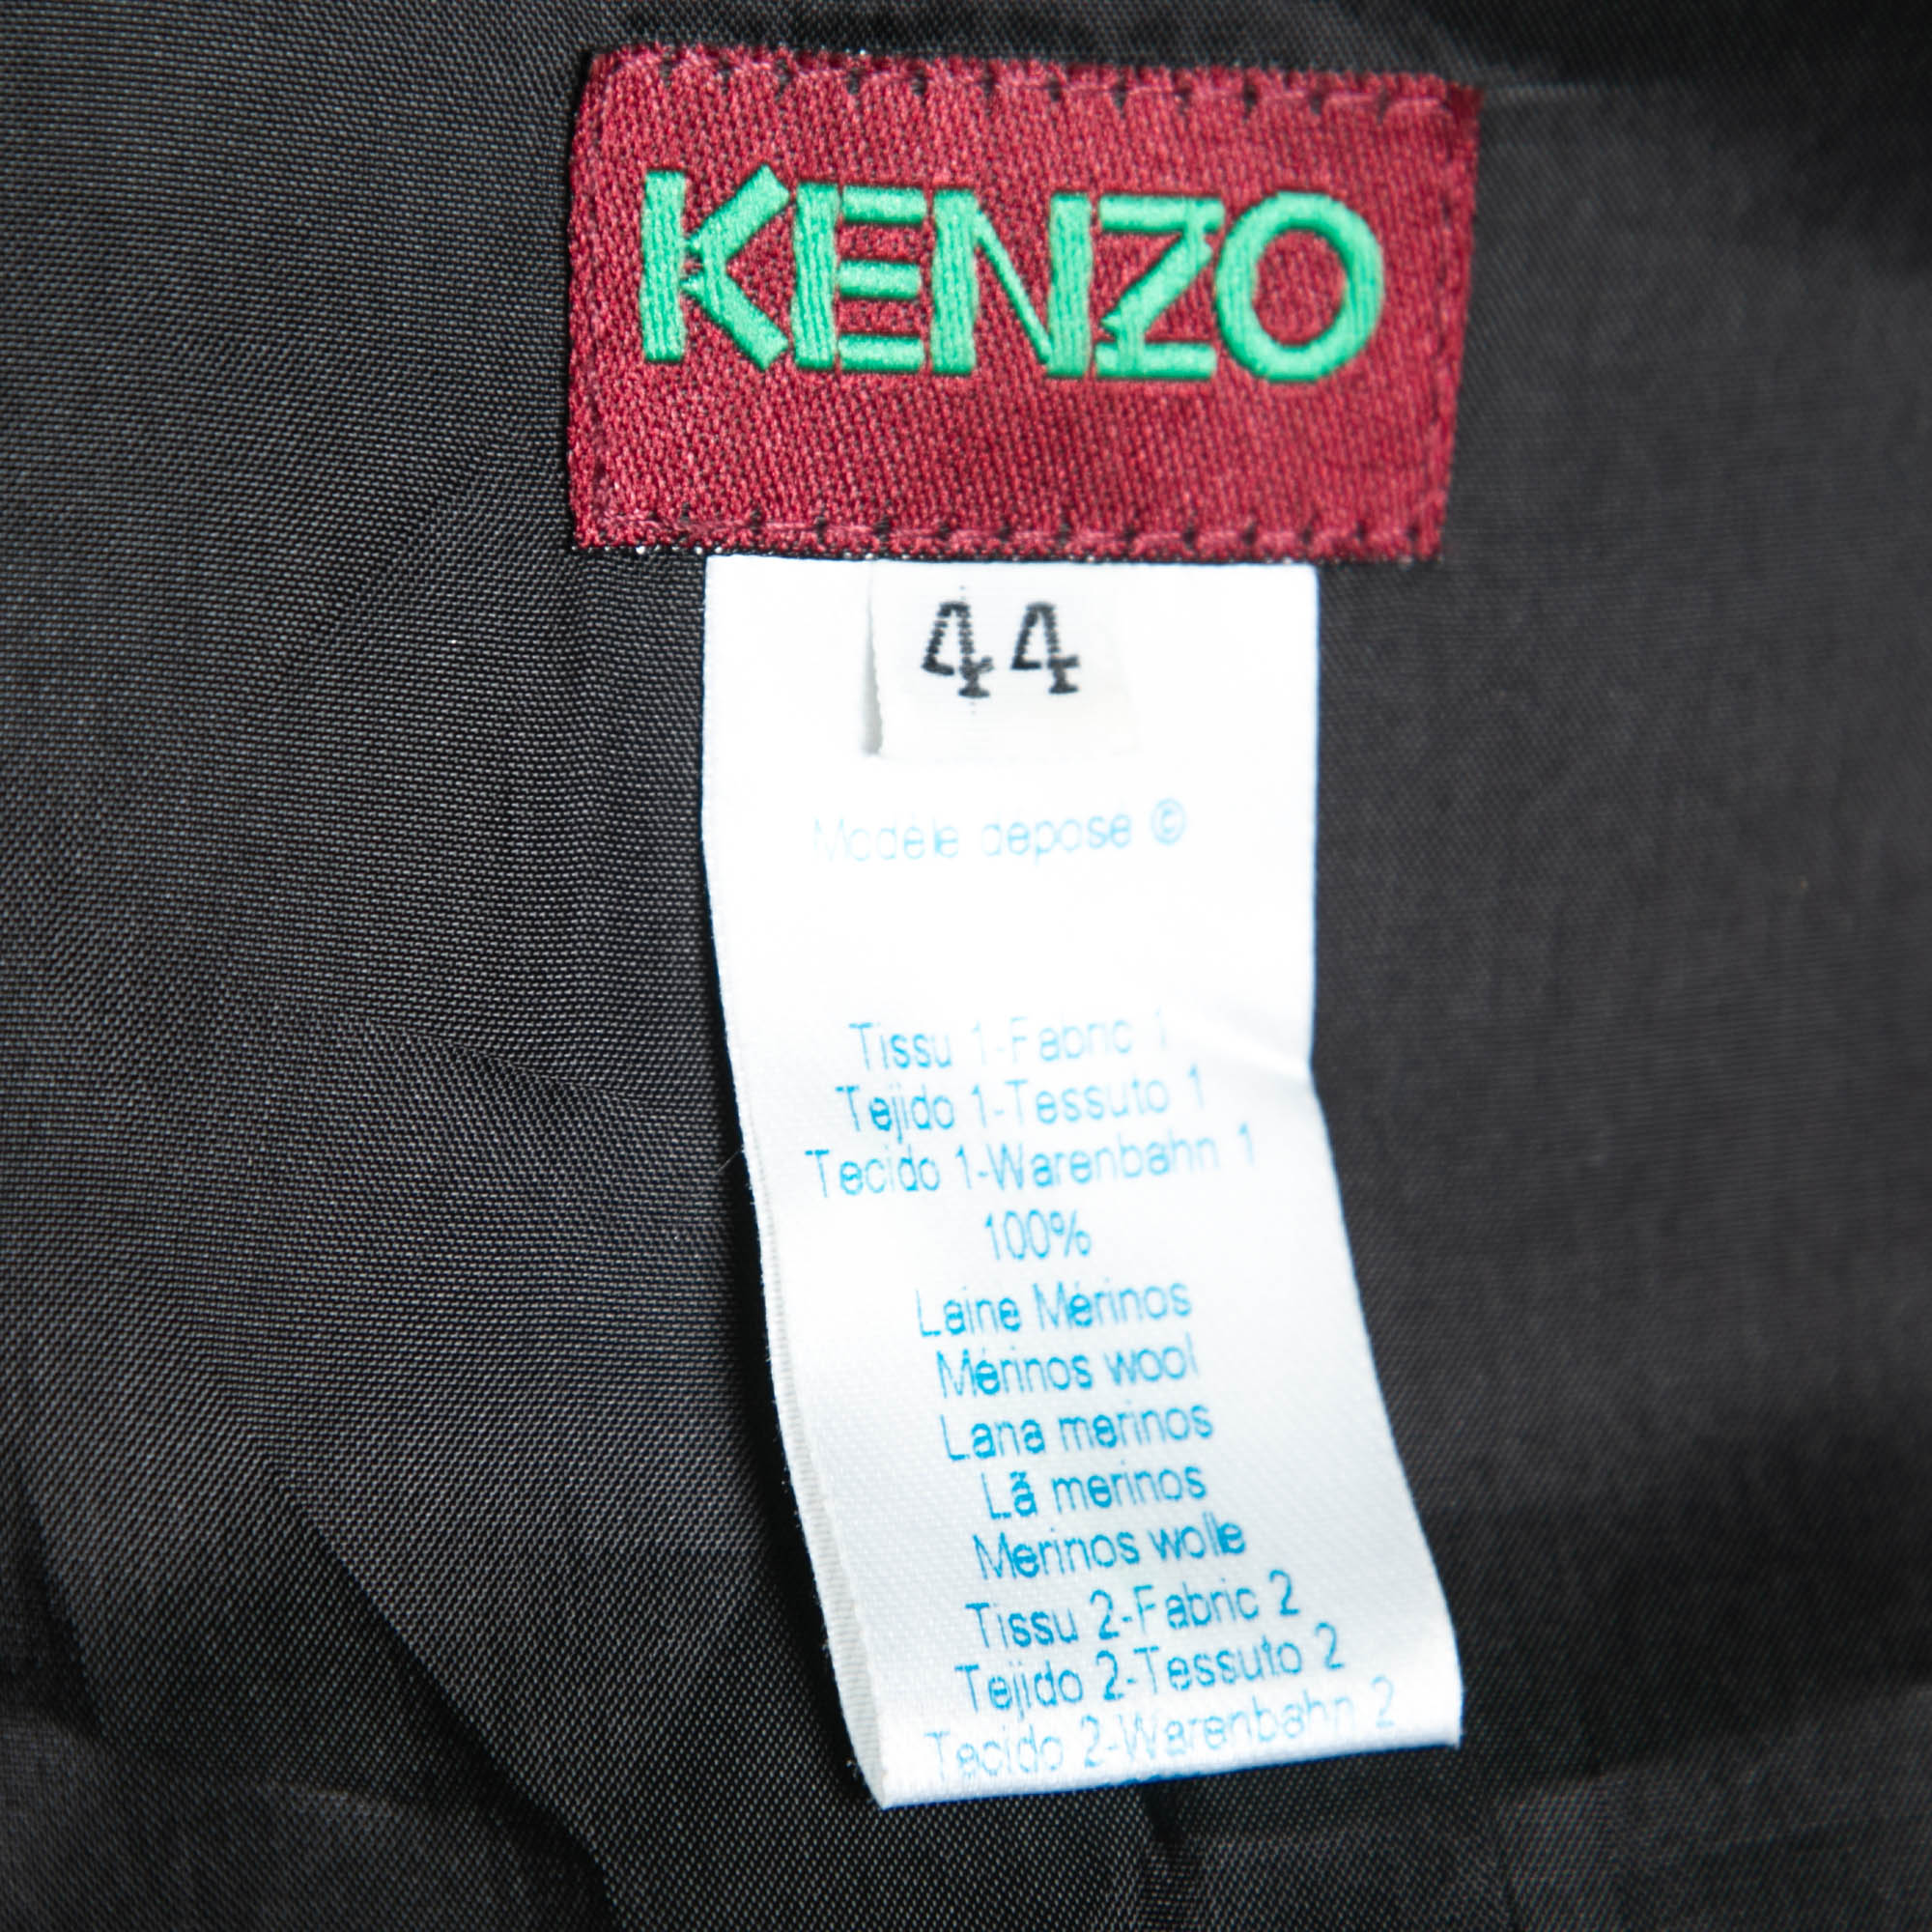 KENZO
44
Modèle déposé ©
Tissu 1-Fabric 1
Tejido 1-Tessuto 1
Tecido 1-Warenbahn 1
100%
Laine Mérinos
Mérinos wool
Lana merinos
Lã merinos
Merinos wolle
Tissu 2-Fabric 2
Tejido 2-Tessuto 2
Tecido 2-Warenbahn 2